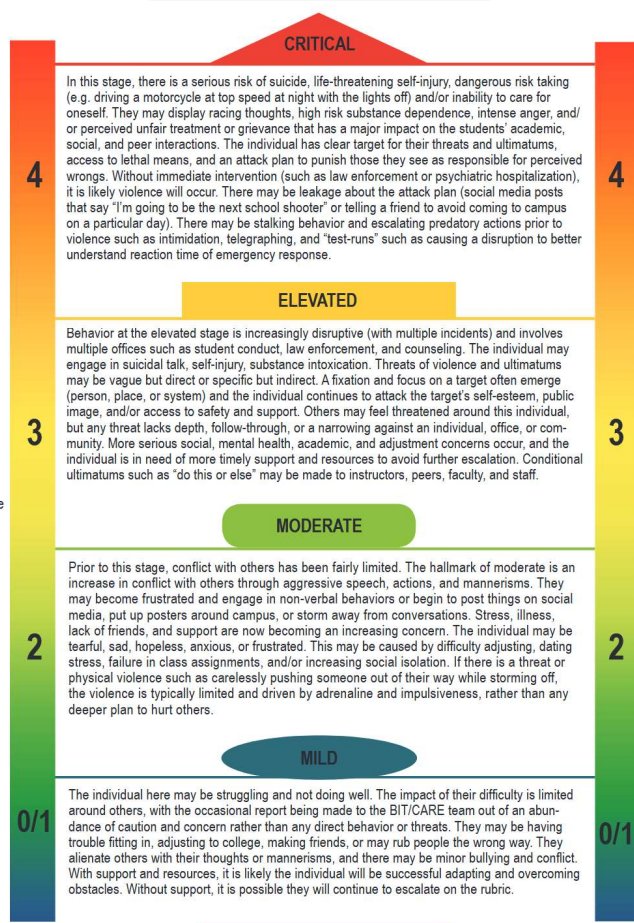 CRITICAL
In this stage, there is a serious risk of suicide, life-threatening self-injury, dangerous risk taking
(e.g. driving a motorcycle at top speed at night with the lights off) and/or inability to care for
oneself. They may display racing thoughts, high risk substance dependence, intense anger, and/
or perceived unfair treatment or grievance that has a major impact on the students’ academic,
social, and peer interactions. The individual has clear target for their threats and ultimatums,
access to lethal means, and an attack plan to punish those they see as responsible for perceived
wrongs. Without immediate intervention (such as law enforcement or psychiatric hospitalization),
it is likely violence will occur. There may be leakage about the attack plan (social media posts
that say “I’m going to be the next school shooter” or telling a friend to avoid coming to campus
on a particular day). There may be stalking behavior and escalating predatory actions prior to
violence such as intimidation, telegraphing, and “test-runs” such as causing a disruption to better
understand reaction time of emergency response.
4
4
ELEVATED
Behavior at the elevated stage is increasingly disruptive (with multiple incidents) and involves
multiple offices such as student conduct, law enforcement, and counseling. The individual may
engage in suicidal talk, self-injury, substance intoxication. Threats of violence and ultimatums
may be vague but direct or specific but indirect. A fixation and focus on a target often emerge
(person, place, or system) and the individual continues to attack the target’s self-esteem, public
image, and/or access to safety and support. Others may feel threatened around this individual,
but any threat lacks depth, follow-through, or a narrowing against an individual, office, or com-
munity. More serious social, mental health, academic, and adjustment concerns occur, and the
individual is in need of more timely support and resources to avoid further escalation. Conditional
ultimatums such as “do this or else” may be made to instructors, peers, faculty, and staff.
3
3
e
MODERATE
Prior to this stage, conflict with others has been fairly limited. The hallmark of moderate is an
increase in conflict with others through aggressive speech, actions, and mannerisms. They
may become frustrated and engage in non-verbal behaviors or begin to post things on social
media, put up posters around campus, or storm away from conversations. Stress, illness,
lack of friends, and support are now becoming an increasing concern. The individual may be
tearful, sad, hopeless, anxious, or frustrated. This may be caused by difficulty adjusting, dating
stress, failure in class assignments, and/or increasing social isolation. If there is a threat or
physical violence such as carelessly pushing someone out of their way while storming off,
the violence is typically limited and driven by adrenaline and impulsiveness, rather than any
deeper plan to hurt others.
2
2
MILD
The individual here may be struggling and not doing well. The impact of their difficulty is limited
around others, with the occasional report being made to the BIT/CARE team out of an abun-
dance of caution and concern rather than any direct behavior or threats. They may be having
trouble fitting in, adjusting to college, making friends, or may rub people the wrong way. They
alienate others with their thoughts or mannerisms, and there may be minor bullying and conflict.
With support and resources, it is likely the individual will be successful adapting and overcoming
obstacles. Without support, it is possible they will continue to escalate on the rubric.
0/1
0/1